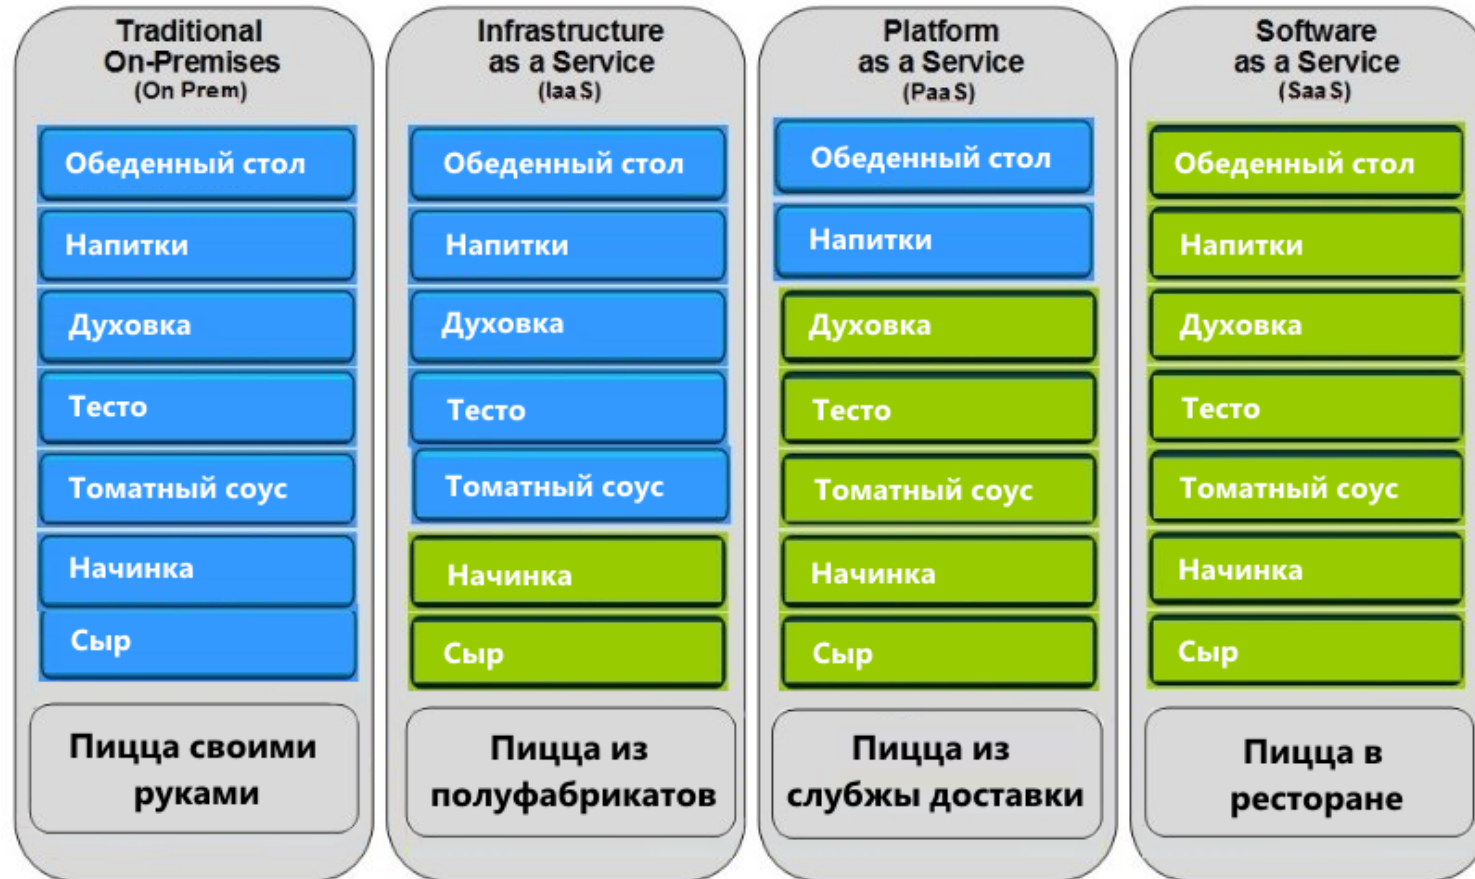 Traditional
On-Premises
(On Prem)
Обеденный стол
Напитки
Духовка
Тесто
Томатный соус
Начинка
Сыр
Пицца своими
руками
Infrastructure
as a Service
(IaaS)
Обеденный стол
Напитки
Духовка
Тесто
Томатный соус
Начинка
Сыр
Пицца из
полуфабрикатов
Platform
as a Service
(PaaS)
Обеденный стол
Напитки
Духовка
Тесто
Томатный соус
Начинка
Сыр
Пицца из
слубжы доставки
Software
as a Service
(SaaS)
Обеденный стол
Напитки
Духовка
Тесто
Томатный соус
Начинка
Сыр
Пицца в
ресторане